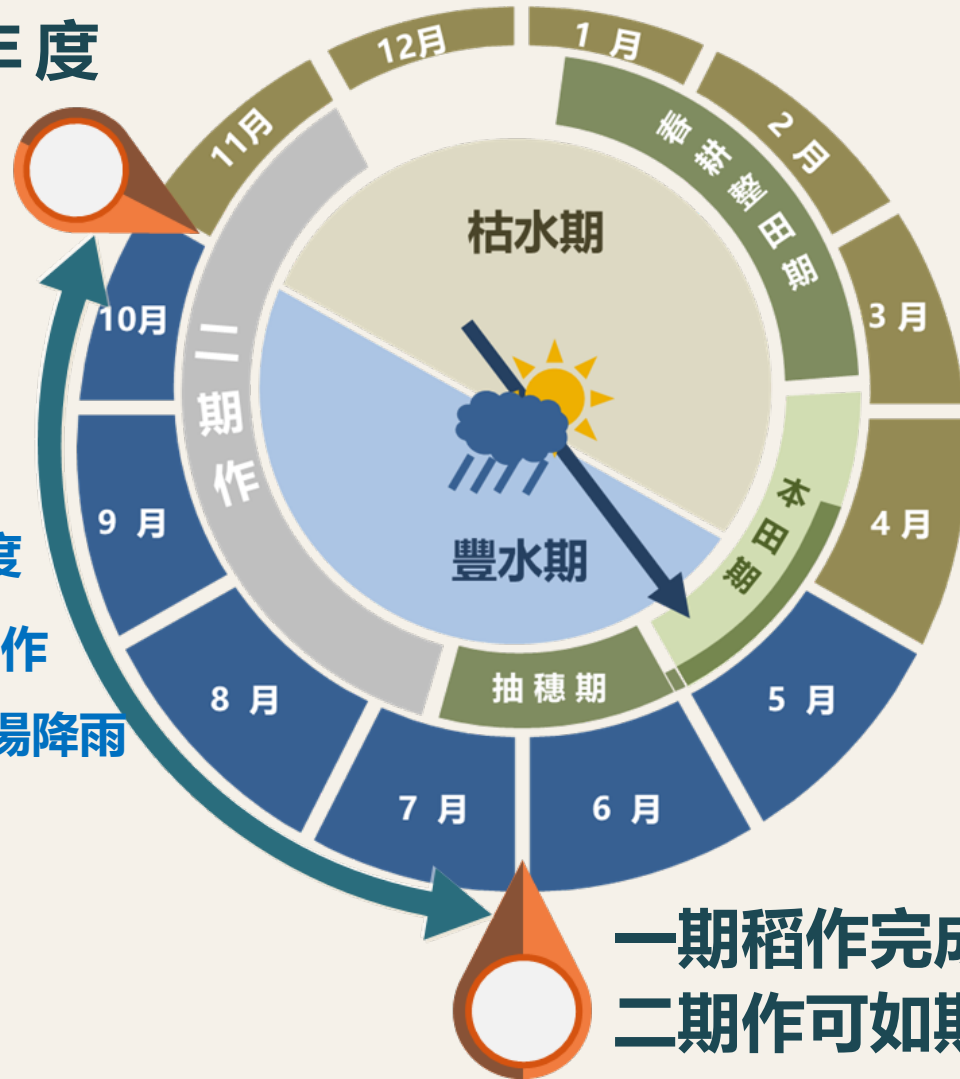 年度
12月
1 月
2 月
3 月
4 月
5 月
6 月
7 月
8 月
9 月
10月
11月
春耕整田期
本田期
抽穗期
二期作
枯水期
豐水期
度
作
場降雨
一期稻作完成
二期作可如期